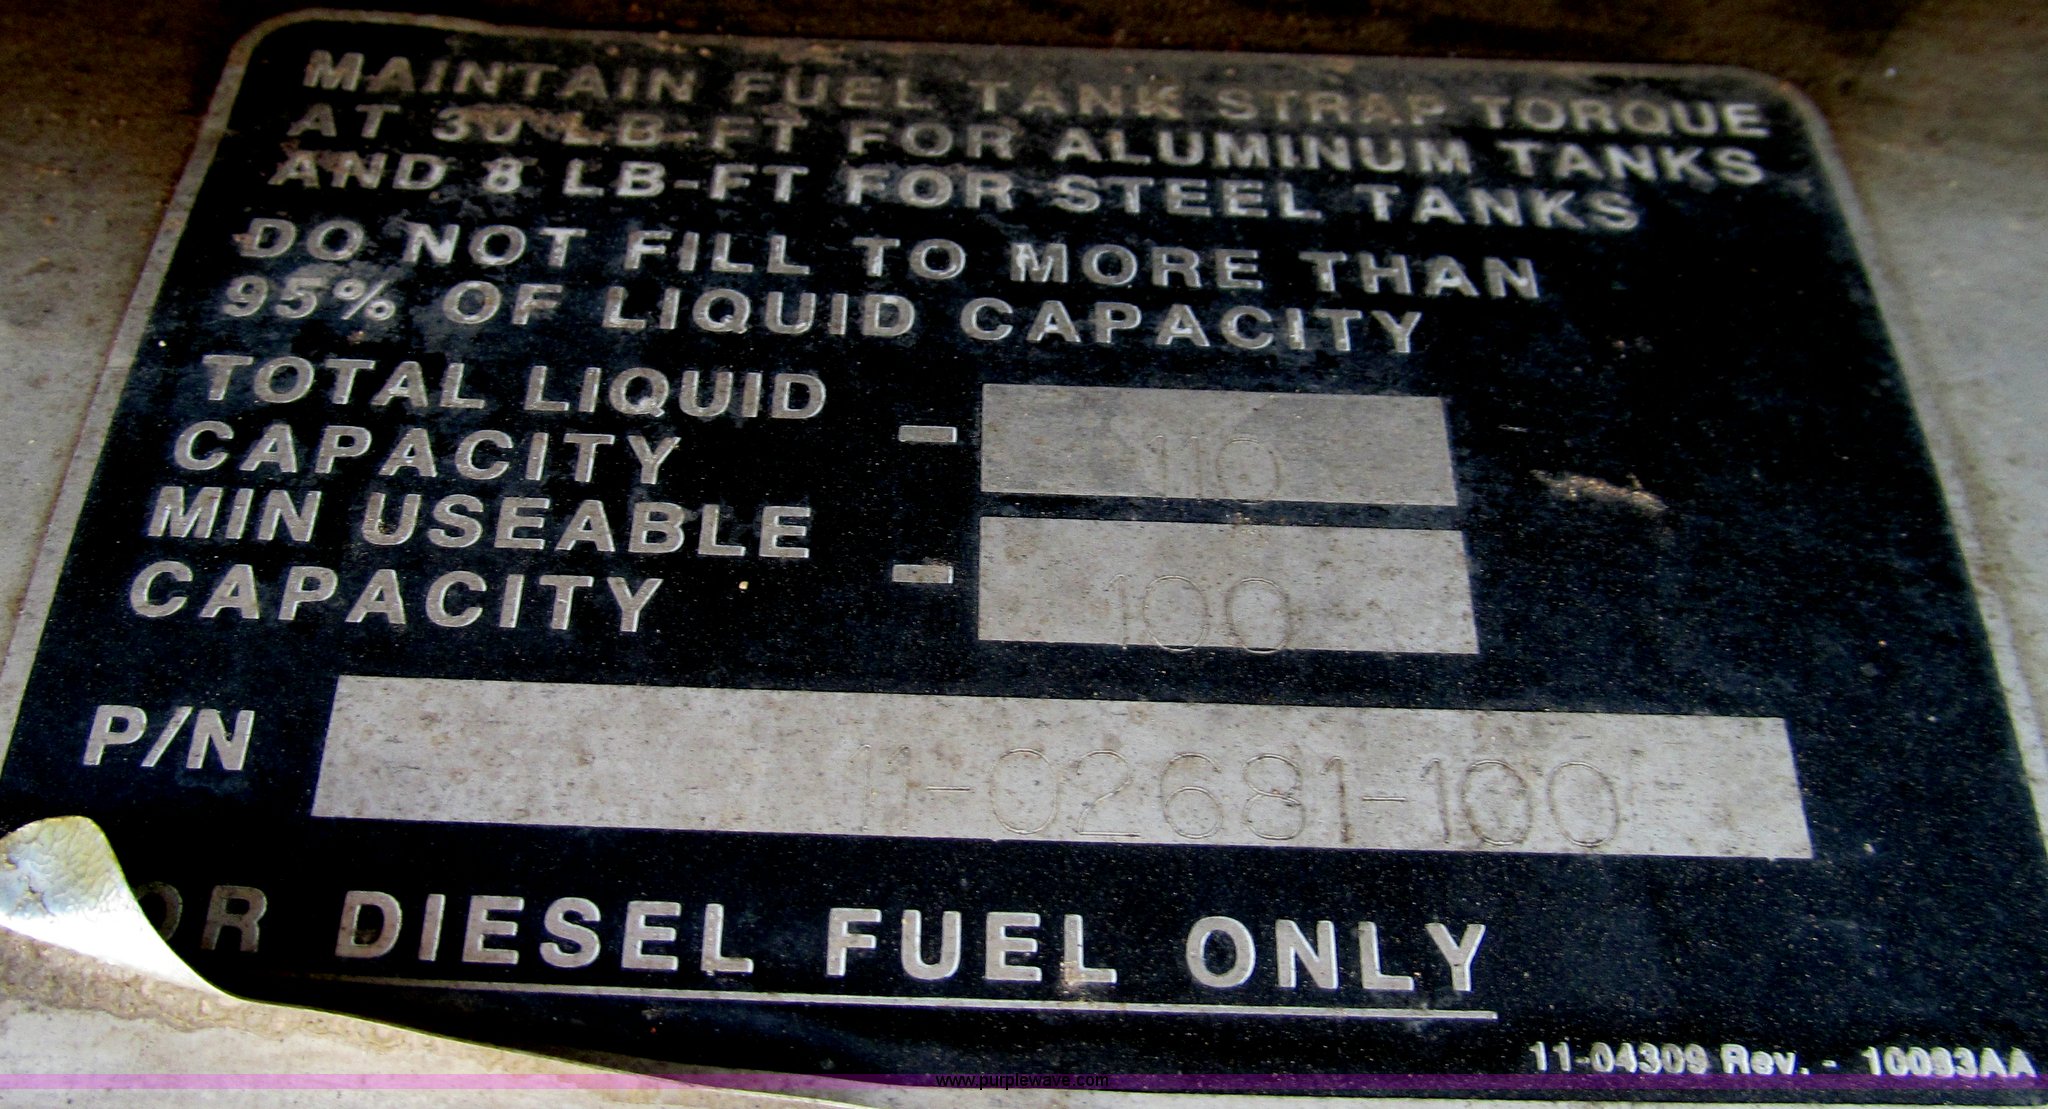 MAINTAIN FUEL TANK STRAP TORQUE
AT 30 LB-FT FOR ALUMINUM TANKS
AND 8 LB-FT FOR STEEL TANKS
DO NOT FILL TO MORE THAN
95% OF LIQUID CAPACITY
TOTAL LIQUID
CAPACITY - 110
MIN USEABLE
CAPACITY - 100
P/N 11-02681-100
OR DIESEL FUEL ONLY
11-04309 Rev. - 10093AA
www.purplewave.com